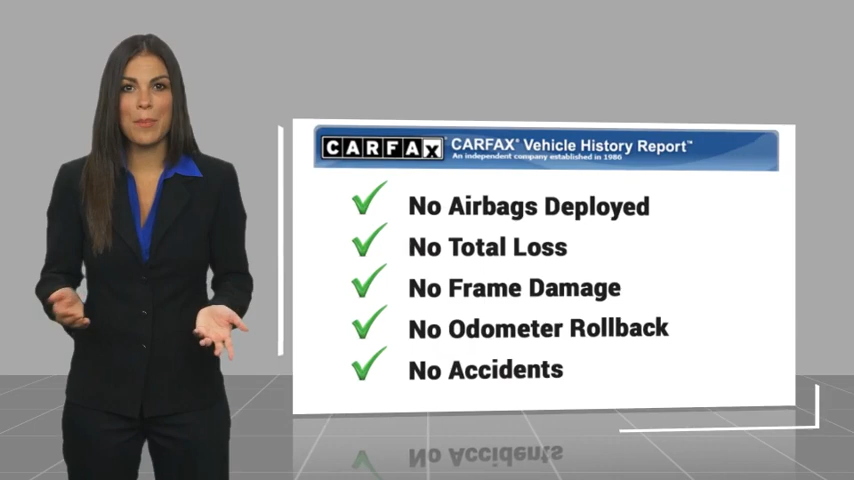 CARFAX
CARFAX® Vehicle History Report™
An independent company established in 1986
No Airbags Deployed
No Total Loss
No Frame Damage
No Odometer Rollback
No Accidents
No Accidents